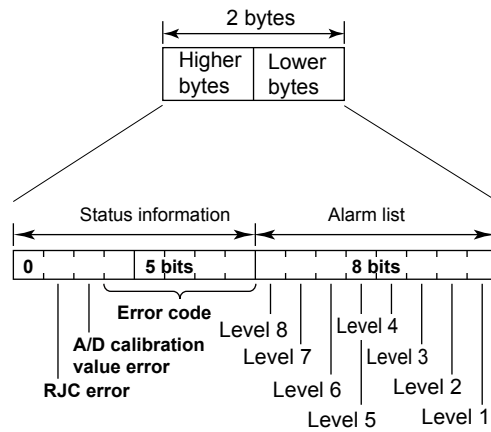 2 bytes
Higher bytes
Lower bytes
Status information
Alarm list
0
5 bits
8 bits
Error code
A/D calibration
value error
RJC error
Level 8
Level 7
Level 6
Level 5
Level 4
Level 3
Level 2
Level 1